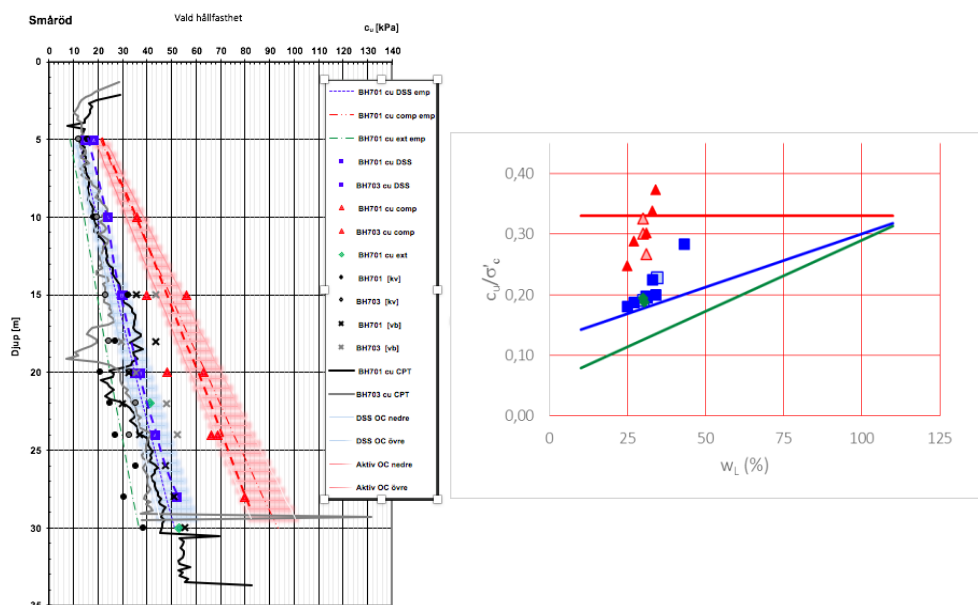 Småröd
Vald hållfasthet
cᵤ [kPa]
0 10 20 30 40 50 60 70 80 90 100 110 120 130 140
0
5
10
15
20
25
30
35
Djup [m]
BH701 cu DSS emp
BH701 cu comp emp
BH701 cu ext emp
BH701 cu DSS
BH703 cu DSS
BH701 cu comp
BH703 cu comp
BH701 cu ext
BH701 [kv]
BH703 [kv]
BH701 [vb]
BH703 [vb]
BH701 cu CPT
BH703 cu CPT
DSS OC nedre
DSS OC övre
Aktiv OC nedre
Aktiv OC övre
0,40
0,30
0,20
0,10
0,00
cᵤ/σ'c
0 25 50 75 100 125
wL (%)